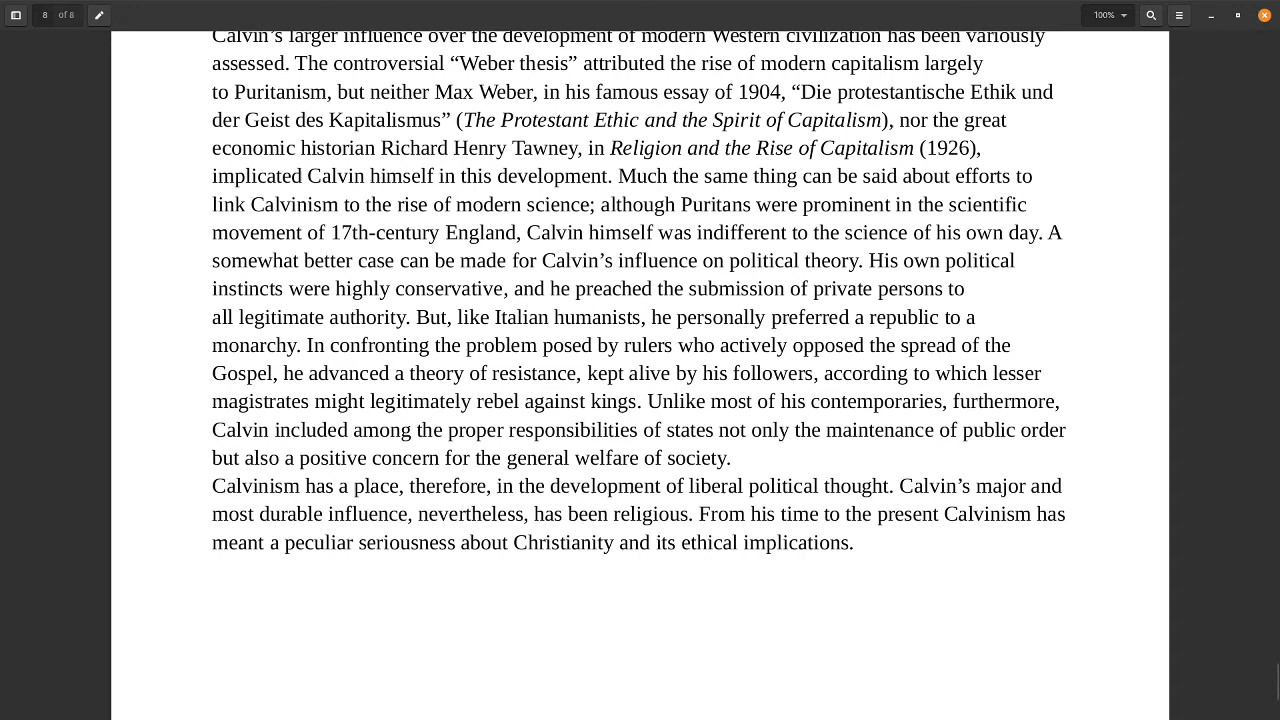 8 of 8
100%
Calvin’s larger influence over the development of modern Western civilization has been variously
assessed. The controversial “Weber thesis” attributed the rise of modern capitalism largely
to Puritanism, but neither Max Weber, in his famous essay of 1904, “Die protestantische Ethik und
der Geist des Kapitalismus” (The Protestant Ethic and the Spirit of Capitalism), nor the great
economic historian Richard Henry Tawney, in Religion and the Rise of Capitalism (1926),
implicated Calvin himself in this development. Much the same thing can be said about efforts to
link Calvinism to the rise of modern science; although Puritans were prominent in the scientific
movement of 17th-century England, Calvin himself was indifferent to the science of his own day. A
somewhat better case can be made for Calvin’s influence on political theory. His own political
instincts were highly conservative, and he preached the submission of private persons to
all legitimate authority. But, like Italian humanists, he personally preferred a republic to a
monarchy. In confronting the problem posed by rulers who actively opposed the spread of the
Gospel, he advanced a theory of resistance, kept alive by his followers, according to which lesser
magistrates might legitimately rebel against kings. Unlike most of his contemporaries, furthermore,
Calvin included among the proper responsibilities of states not only the maintenance of public order
but also a positive concern for the general welfare of society.
Calvinism has a place, therefore, in the development of liberal political thought. Calvin’s major and
most durable influence, nevertheless, has been religious. From his time to the present Calvinism has
meant a peculiar seriousness about Christianity and its ethical implications.